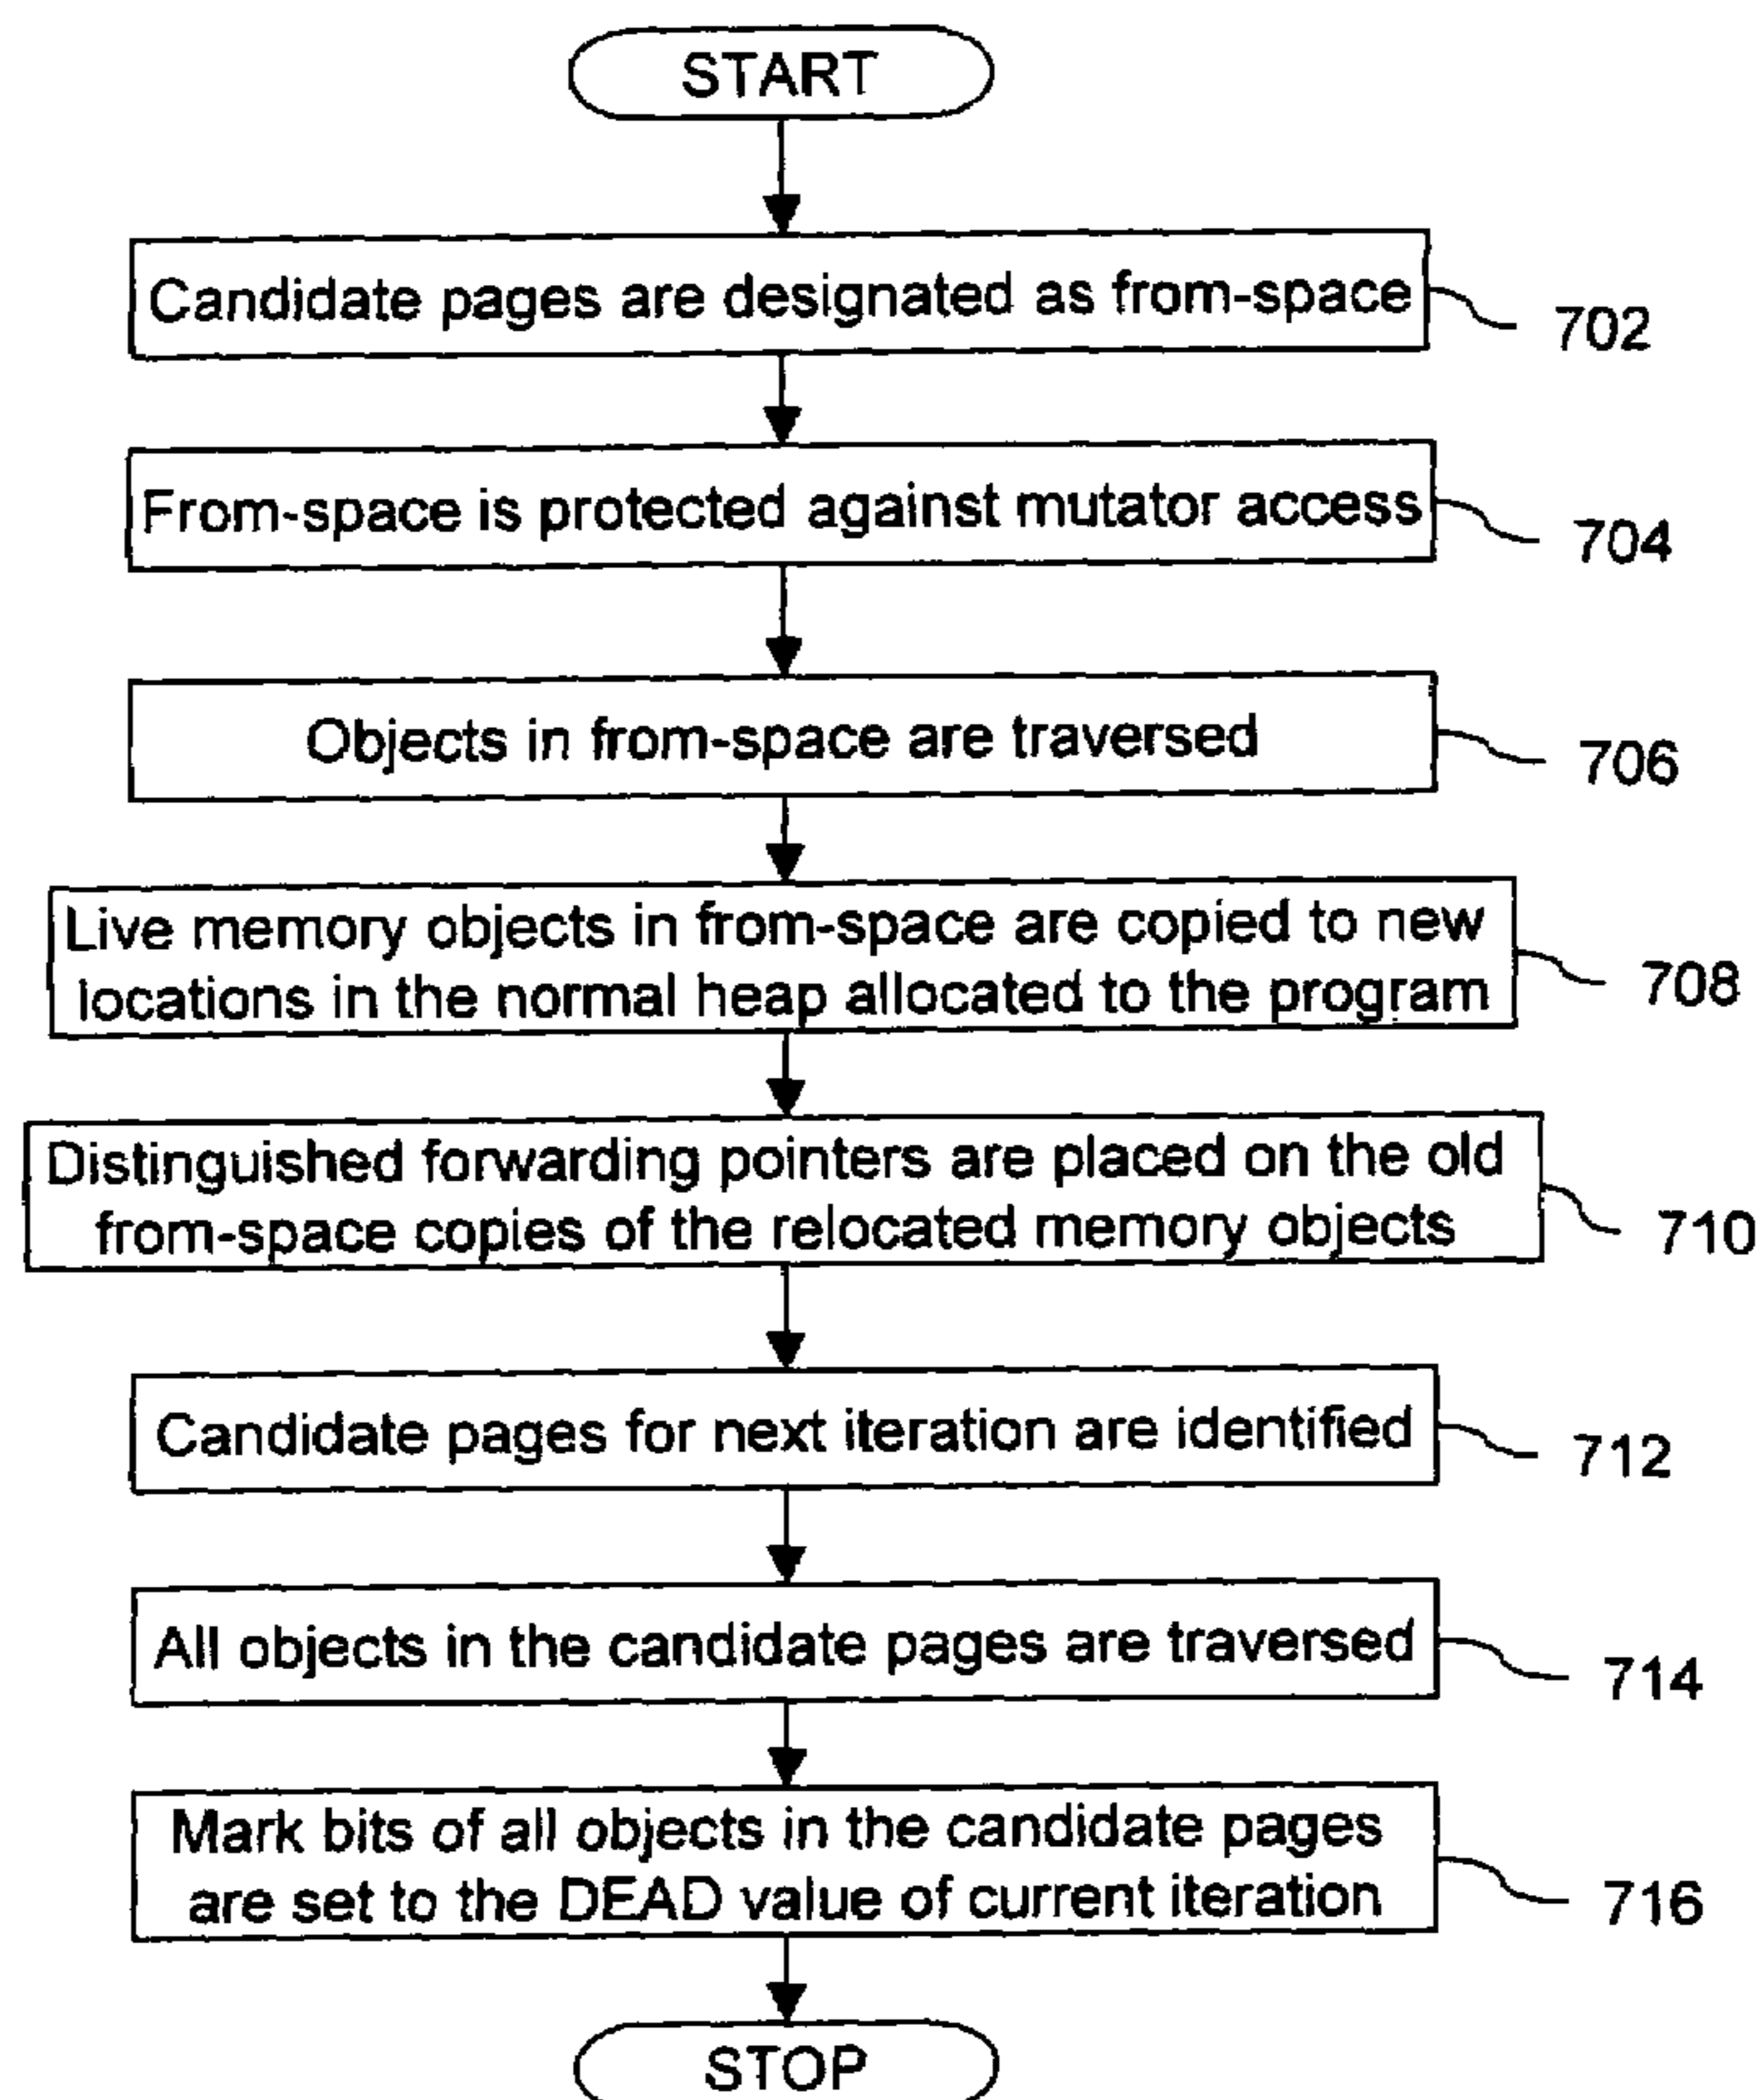 START
Candidate pages are designated as from-space
702
From-space is protected against mutator access
704
Objects in from-space are traversed
706
Live memory objects in from-space are copied to new
locations in the normal heap allocated to the program
708
Distinguished forwarding pointers are placed on the old
from-space copies of the relocated memory objects
710
Candidate pages for next iteration are identified
712
All objects in the candidate pages are traversed
714
Mark bits of all objects in the candidate pages
are set to the DEAD value of current iteration
716
STOP